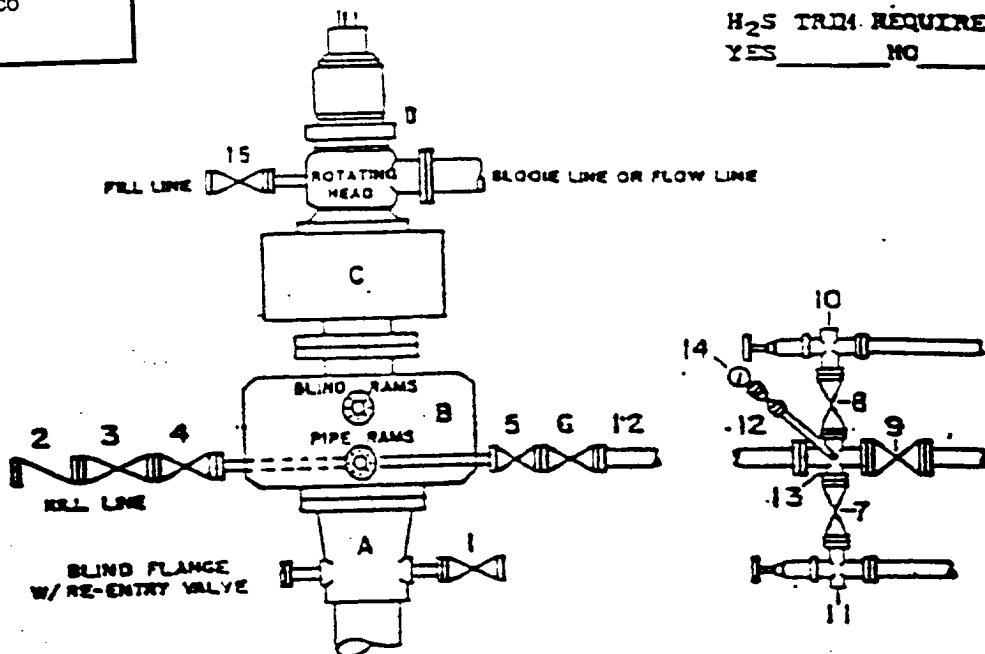 CO
H₂S TRIM REQUIRE
YES NO
D
15
FILL LINE
ROTATING
HEAD
BLOOIE LINE OR FLOW LINE
C
10
14
BLIND RAMS
B
8
PIPE RAMS
2 3 4
5 6 12
12
9
KILL LINE
13
7
A
1
BLIND FLANGE
W/ RE-ENTRY VALVE
11